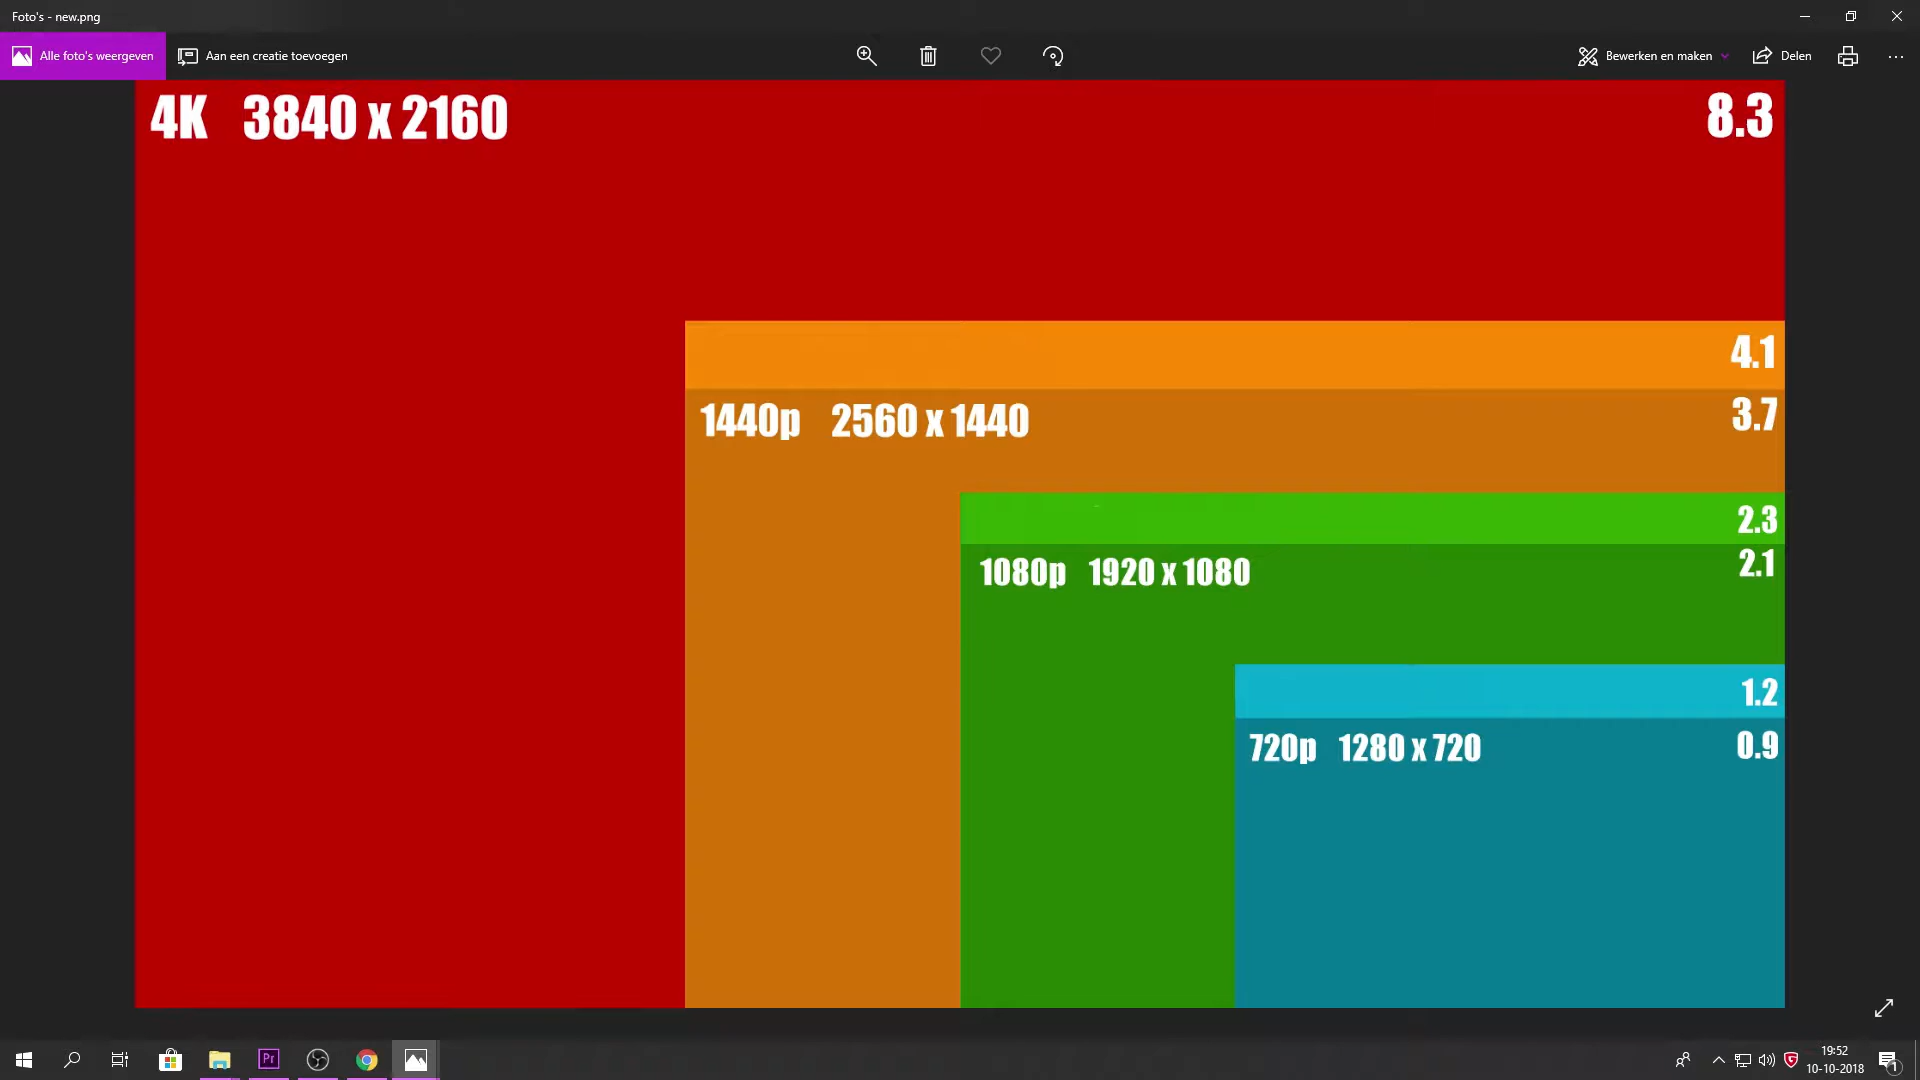 Foto's - new.png
Alle foto's weergeven Aan een creatie toevoegen Bewerken en maken Delen
4K 3840 x 2160 8.3
4.1
1440p 2560 x 1440 3.7
2.3
1080p 1920 x 1080 2.1
1.2
720p 1280 x 720 0.9
Pr
19:52
10-10-2018
1